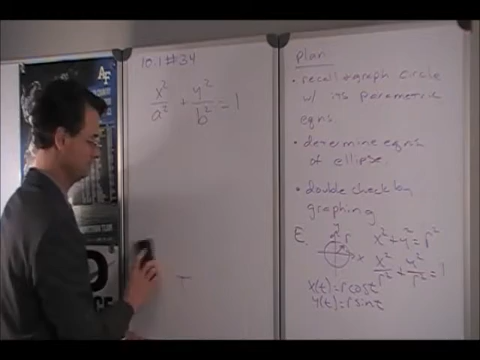 10.1 #34
x²/a² + y²/b² = 1
T
plan
• recall graph circle
w/ its parametric
eqns.
• determine eqns
of ellipse
• double check by
graphing
E.
y
r
x
x² + y² = r²
x²/r² + y²/r² = 1
x(t) = r cos t
y(t) = r sin t
AF